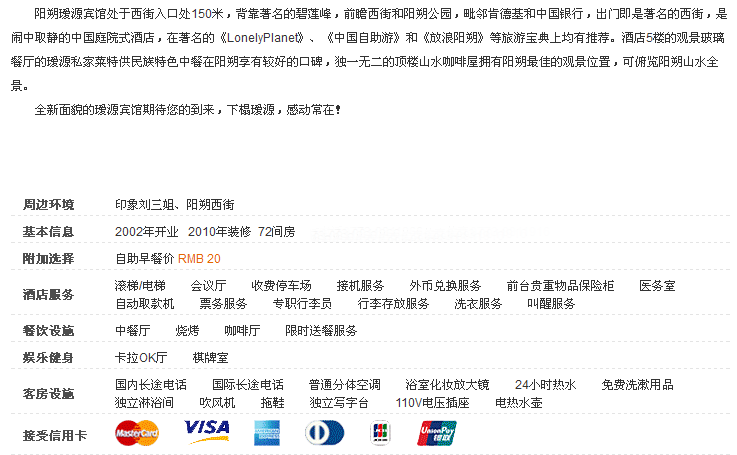 阳朔瑷源宾馆处于西街入口处150米，背靠著名的碧莲峰，前瞻西街和阳朔公园，毗邻肯德基和中国银行，出门即是著名的西街，是
闹中取静的中国庭院式酒店，在著名的《LonelyPlanet》、《中国自助游》和《放浪阳朔》等旅游宝典上均有推荐。酒店5楼的观景玻璃
餐厅的瑷源私家菜特供民族特色中餐在阳朔享有较好的口碑，独一无二的顶楼山水咖啡屋拥有阳朔最佳的观景位置，可俯览阳朔山水全
景。
全新面貌的瑷源宾馆期待您的到来，下榻瑷源，感动常在！
周边环境 印象刘三姐、阳朔西街
基本信息 2002年开业 2010年装修 72间房
附加选择 自助早餐价 RMB 20
酒店服务 滚梯/电梯 会议厅 收费停车场 接机服务 外币兑换服务 前台贵重物品保险柜 医务室
自动取款机 票务服务 专职行李员 行李存放服务 洗衣服务 叫醒服务
餐饮设施 中餐厅 烧烤 咖啡厅 限时送餐服务
娱乐健身 卡拉OK厅 棋牌室
客房设施 国内长途电话 国际长途电话 普通分体空调 浴室化妆放大镜 24小时热水 免费洗漱用品
独立淋浴间 吹风机 拖鞋 独立写字台 110V电压插座 电热水壶
接受信用卡 MasterCard VISA JCB UnionPay 银联